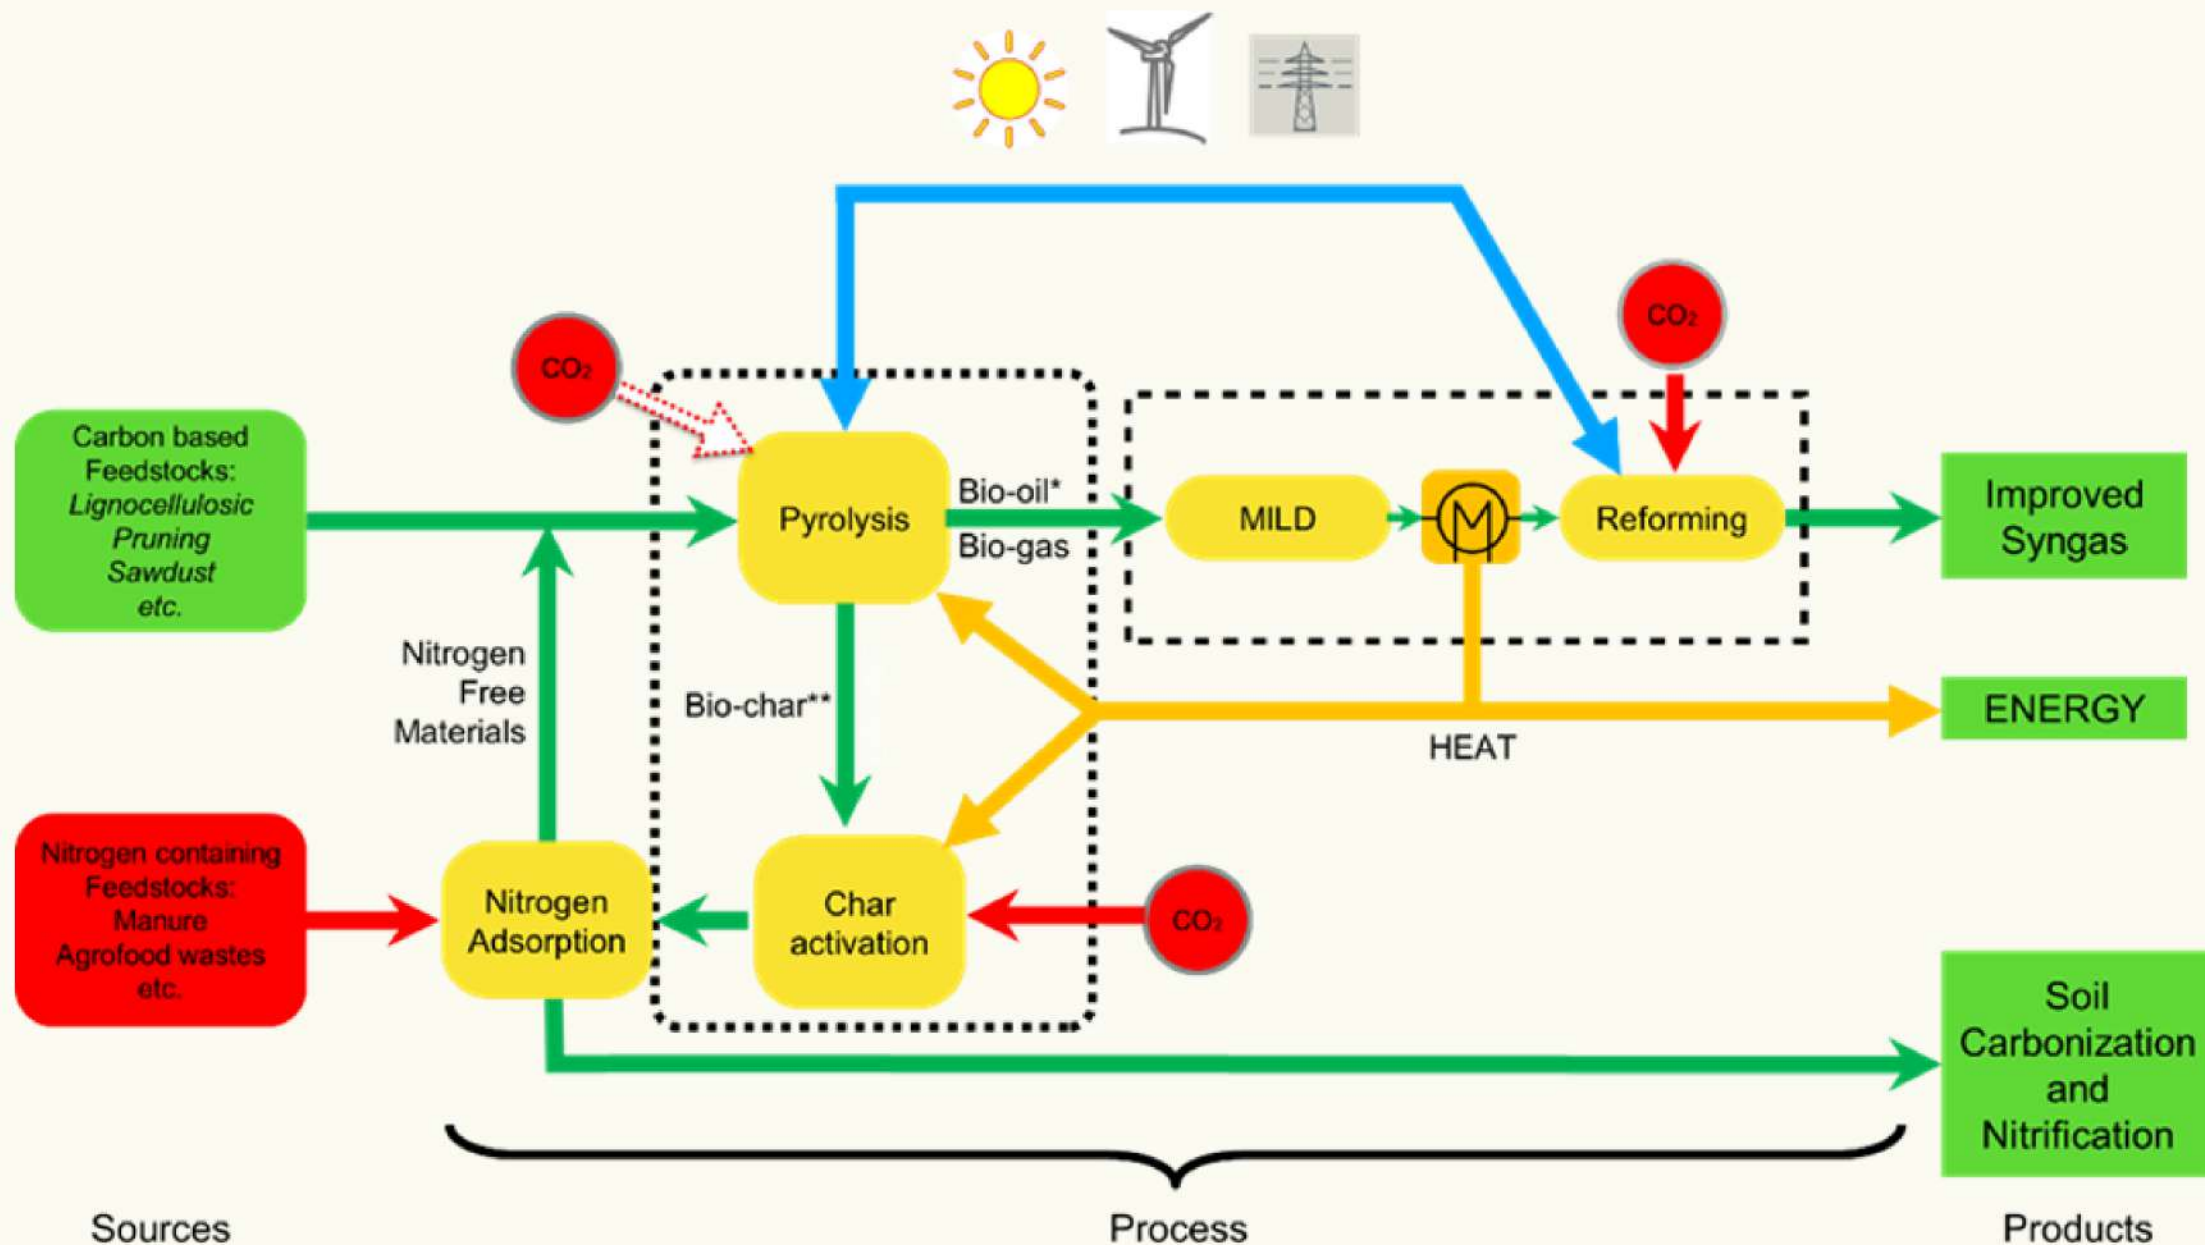 CO₂
CO₂
Carbon based
Feedstocks:
Lignocellulosic
Pruning
Sawdust
etc.
Pyrolysis
Bio-oil*
Bio-gas
MILD
M
Reforming
Improved
Syngas
Nitrogen
Free
Materials
Bio-char**
HEAT
ENERGY
Nitrogen containing
Feedstocks:
Manure
Agrofood wastes
etc.
Nitrogen
Adsorption
Char
activation
CO₂
Soil
Carbonization
and
Nitrification
Sources
Process
Products